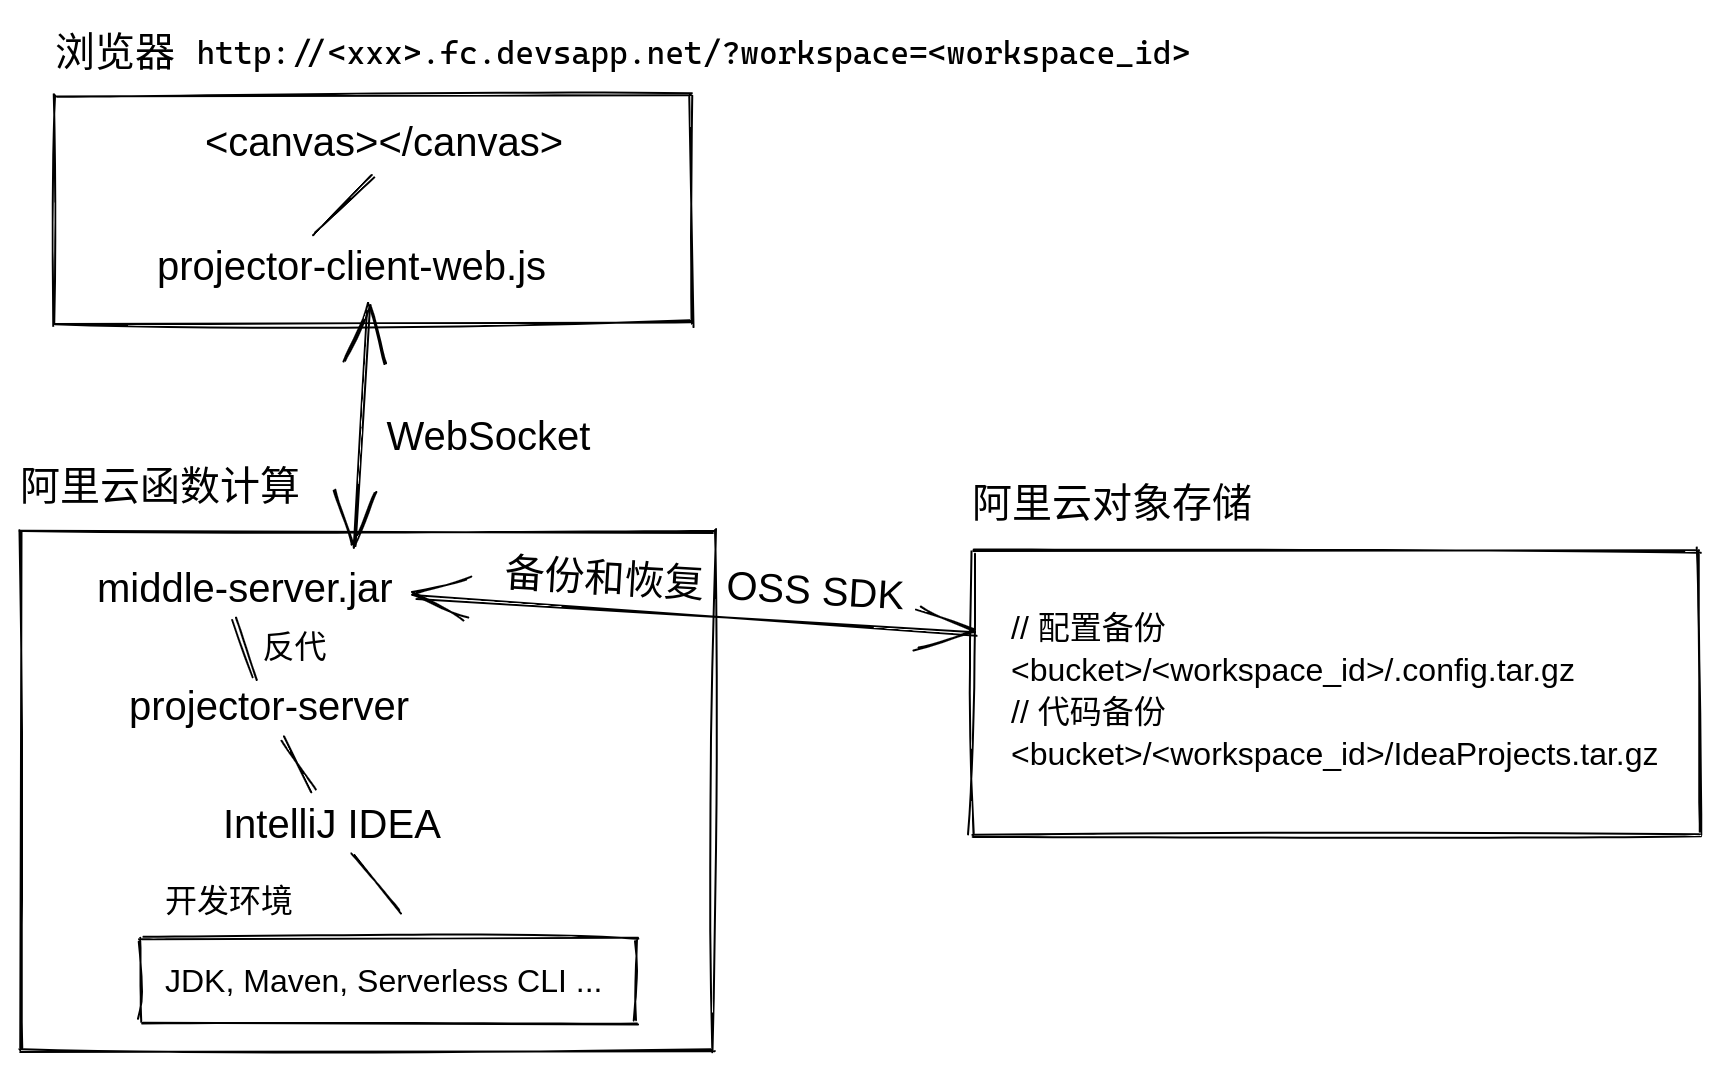 浏览器 http://<xxx>.fc.devsapp.net/?workspace=<workspace_id>
<canvas></canvas>
projector-client-web.js
WebSocket
阿里云函数计算
middle-server.jar
反代
projector-server
IntelliJ IDEA
开发环境
JDK, Maven, Serverless CLI ...
备份和恢复 OSS SDK
阿里云对象存储
// 配置备份
<bucket>/<workspace_id>/.config.tar.gz
// 代码备份
<bucket>/<workspace_id>/IdeaProjects.tar.gz